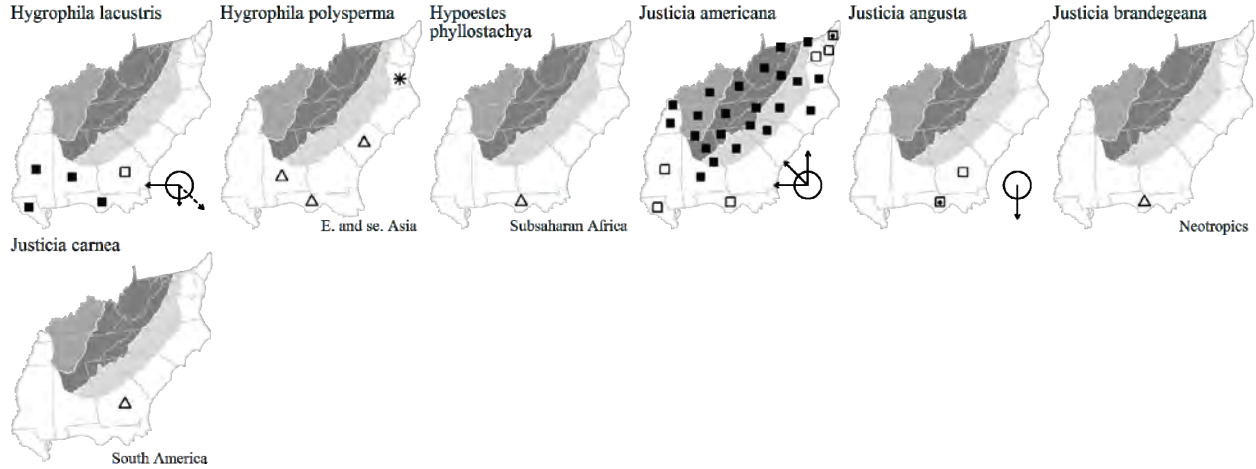 Hygrophila lacustris
Hygrophila polysperma
Hypoestes
phyllostachya
Justicia americana
Justicia angusta
Justicia brandegeana
E. and se. Asia
Subsaharan Africa
Neotropics
Justicia carnea
South America